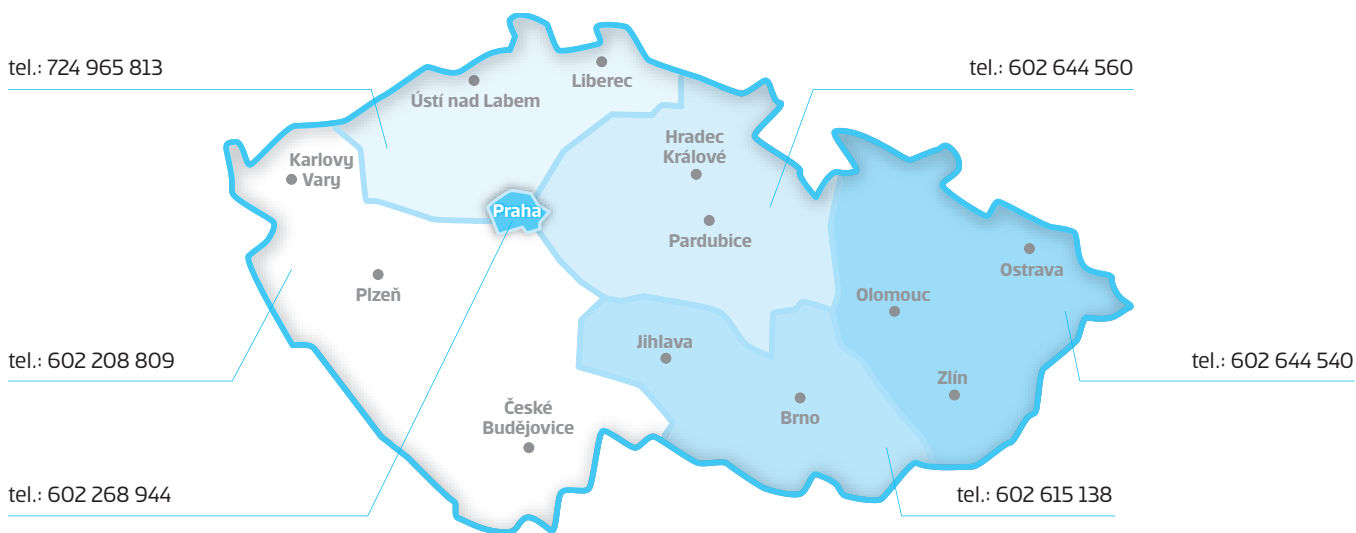 tel.: 724 965 813
tel.: 602 644 560
Liberec
Ústí nad Labem
Hradec
Králové
Karlovy
Vary
Praha
Pardubice
Ostrava
Plzeň
Olomouc
Jihlava
tel.: 602 208 809
tel.: 602 644 540
Zlín
České
Budějovice
Brno
tel.: 602 268 944
tel.: 602 615 138